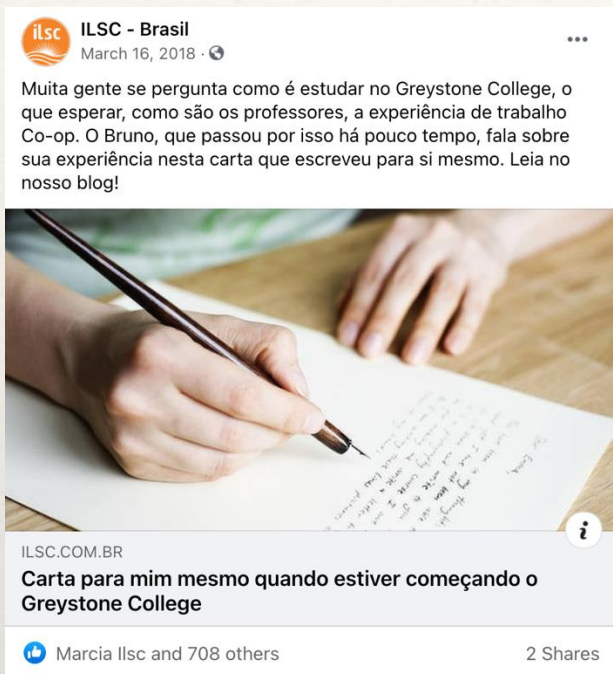 ilsc
ILSC - Brasil
March 16, 2018
Muita gente se pergunta como é estudar no Greystone College, o
que esperar, como são os professores, a experiência de trabalho
Co-op. O Bruno, que passou por isso há pouco tempo, fala sobre
sua experiência nesta carta que escreveu para si mesmo. Leia no
nosso blog!
ILSC.COM.BR
Carta para mim mesmo quando estiver começando o
Greystone College
Marcia Ilsc and 708 others
2 Shares